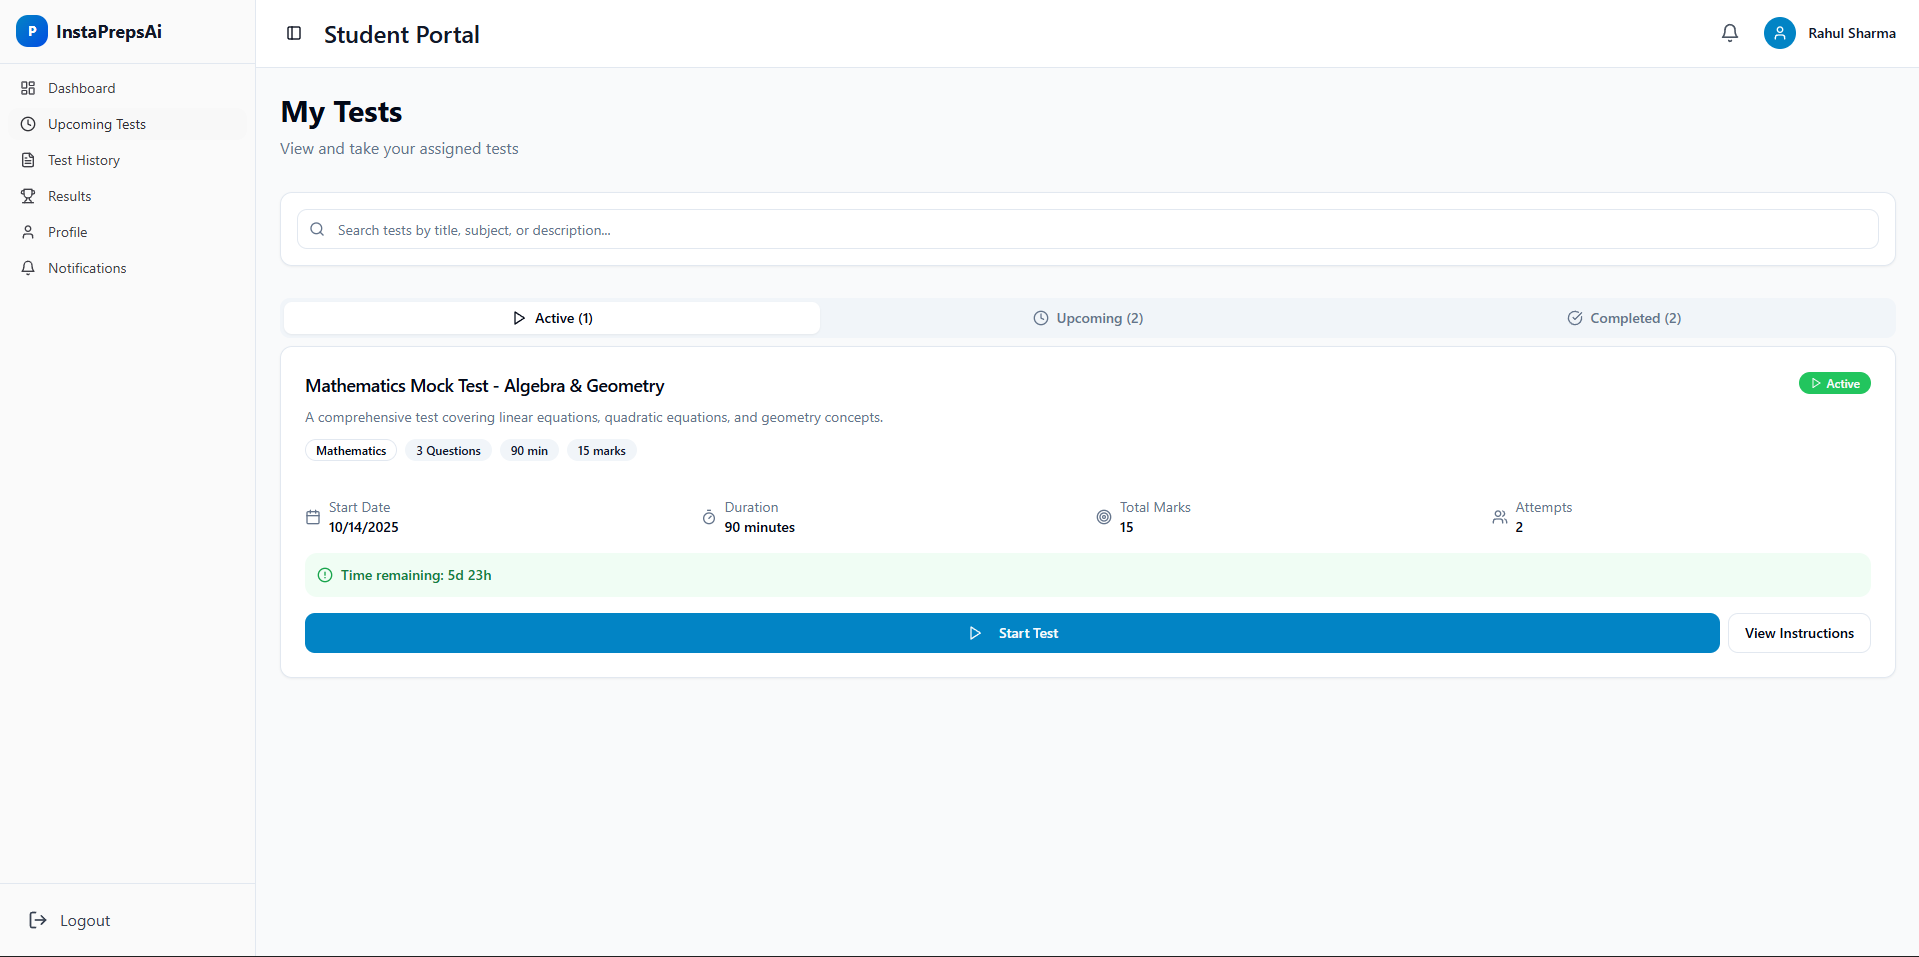 P InstaPrepsAi
Student Portal
Rahul Sharma
Dashboard
Upcoming Tests
Test History
Results
Profile
Notifications
Logout
My Tests
View and take your assigned tests
Search tests by title, subject, or description...
Active (1)
Upcoming (2)
Completed (2)
Mathematics Mock Test - Algebra & Geometry
Active
A comprehensive test covering linear equations, quadratic equations, and geometry concepts.
Mathematics 3 Questions 90 min 15 marks
Start Date
10/14/2025
Duration
90 minutes
Total Marks
15
Attempts
2
Time remaining: 5d 23h
Start Test
View Instructions